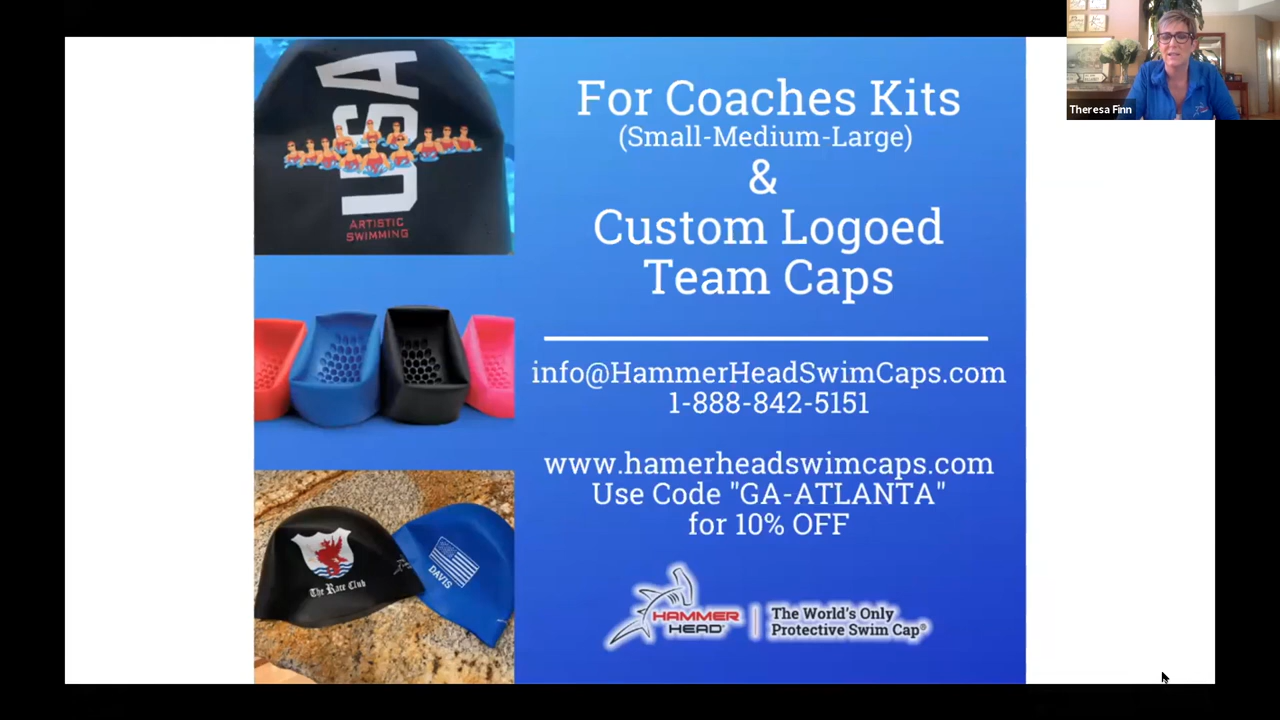 For Coaches Kits
(Small-Medium-Large)
&
Custom Logoed
Team Caps
info@HammerHeadSwimCaps.com
1-888-842-5151
www.hamerheadswimcaps.com
Use Code "GA-ATLANTA"
for 10% OFF
HAMMER
HEAD
The World's Only
Protective Swim Cap®
USA
ARTISTIC
SWIMMING
The Race Club
DAVIS
Theresa Finn